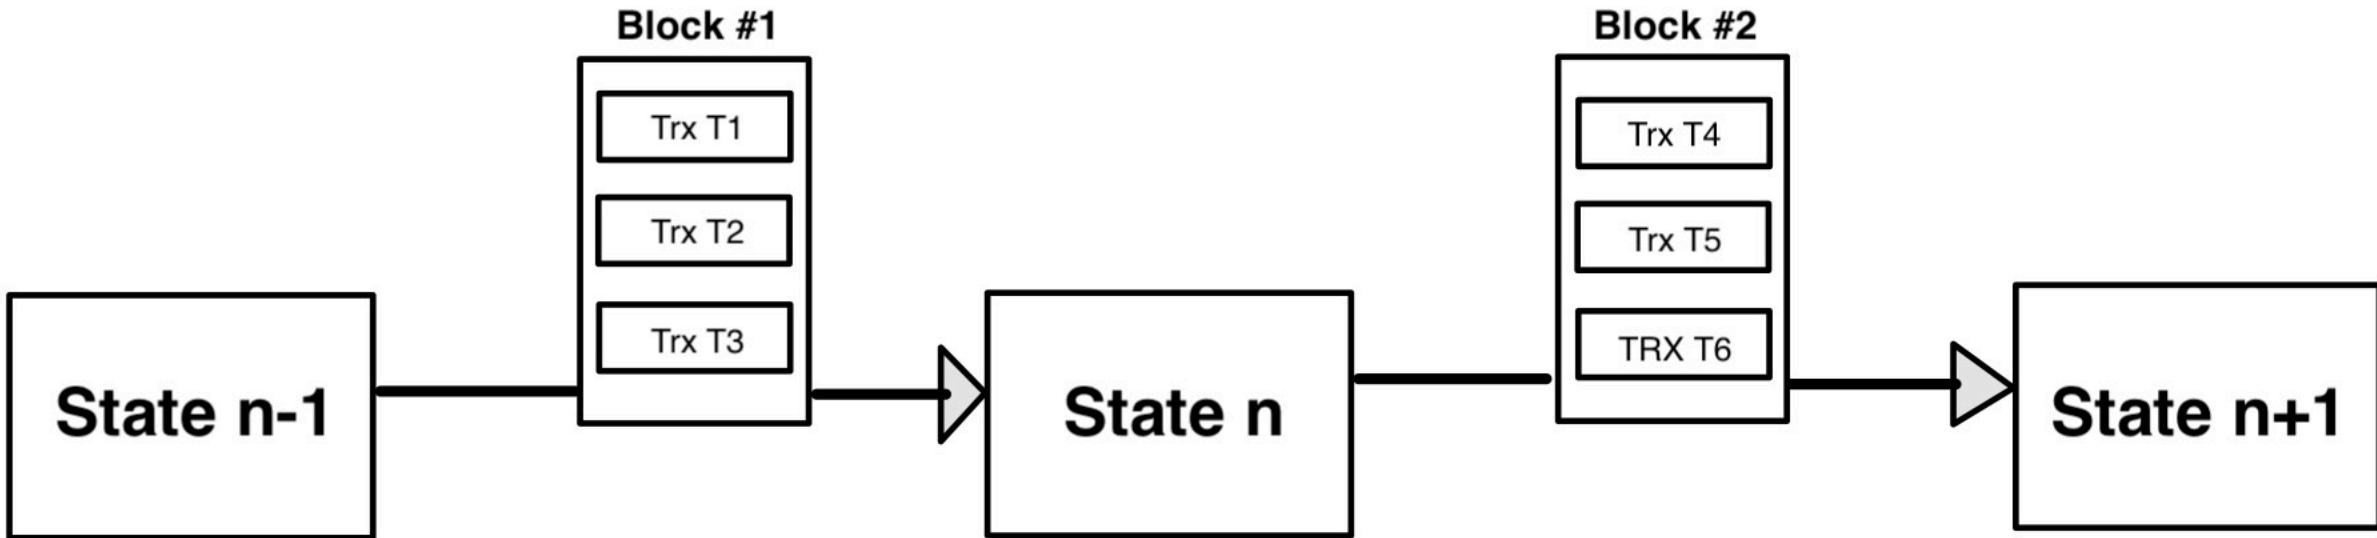 Block #1
Trx T1
Trx T2
Trx T3
Block #2
Trx T4
Trx T5
TRX T6
State n-1
State n
State n+1